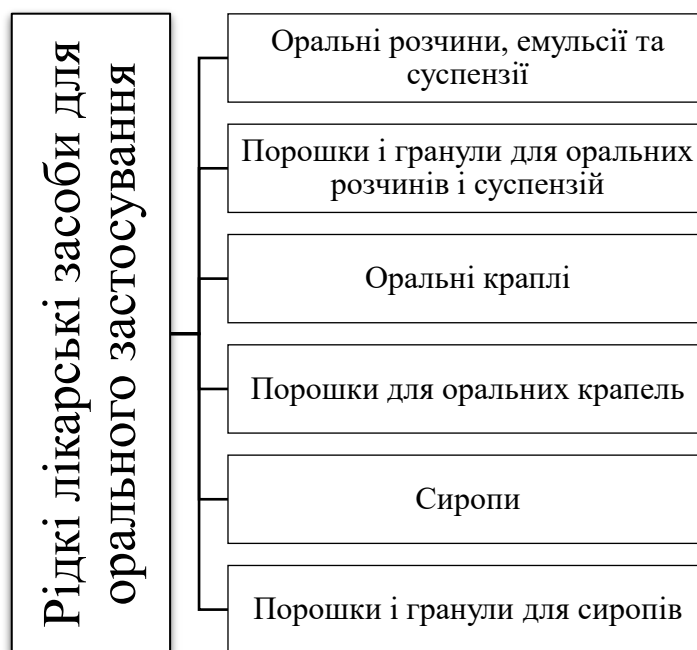 Рідкі лікарські засоби для
орального застосування
Оральні розчини, емульсії та
суспензії
Порошки і гранули для оральних
розчинів і суспензій
Оральні краплі
Порошки для оральних крапель
Сиропи
Порошки і гранули для сиропів